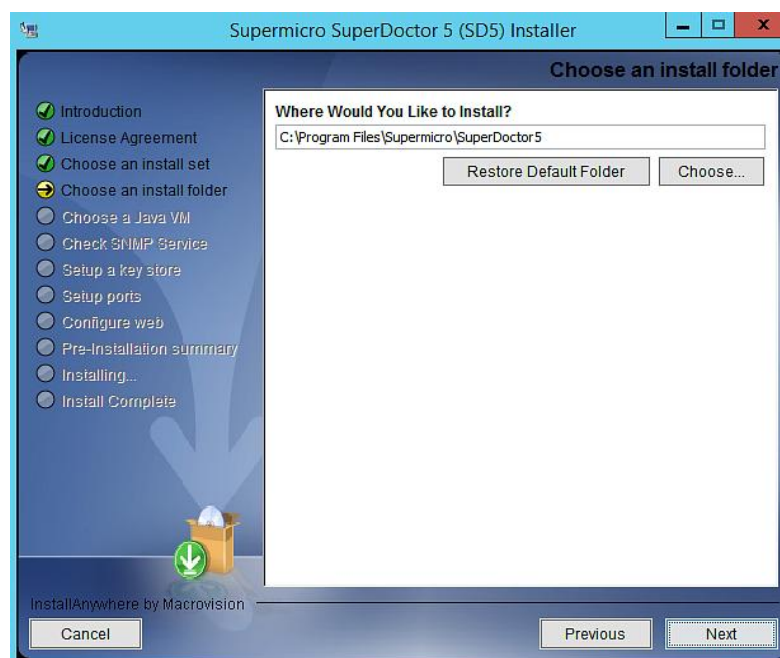 Supermicro SuperDoctor 5 (SD5) Installer
Choose an install folder
Introduction
License Agreement
Choose an install set
Choose an install folder
Choose a Java VM
Check SNMP Service
Setup a key store
Setup ports
Configure web
Pre-Installation summary
Installing...
Install Complete
Where Would You Like to Install?
C:\Program Files\Supermicro\SuperDoctor5
Restore Default Folder Choose...
InstallAnywhere by Macrovision
Cancel Previous Next